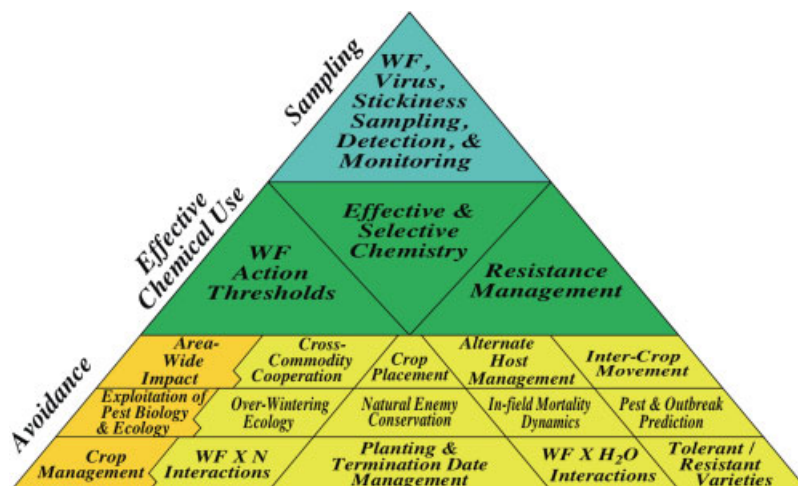 Sampling
WF,
Virus,
Stickiness
Sampling,
Detection, &
Monitoring
Effective
Chemical Use
WF
Action
Thresholds
Effective &
Selective
Chemistry
Resistance
Management
Avoidance
Area-
Wide
Impact
Cross-
Commodity
Cooperation
Crop
Placement
Alternate
Host
Management
Inter-Crop
Movement
Exploitation of
Pest Biology
& Ecology
Over-Wintering
Ecology
Natural Enemy
Conservation
In-field Mortality
Dynamics
Pest & Outbreak
Prediction
Crop
Management
WF X N
Interactions
Planting &
Termination Date
Management
WF X H₂O
Interactions
Tolerant /
Resistant
Varieties